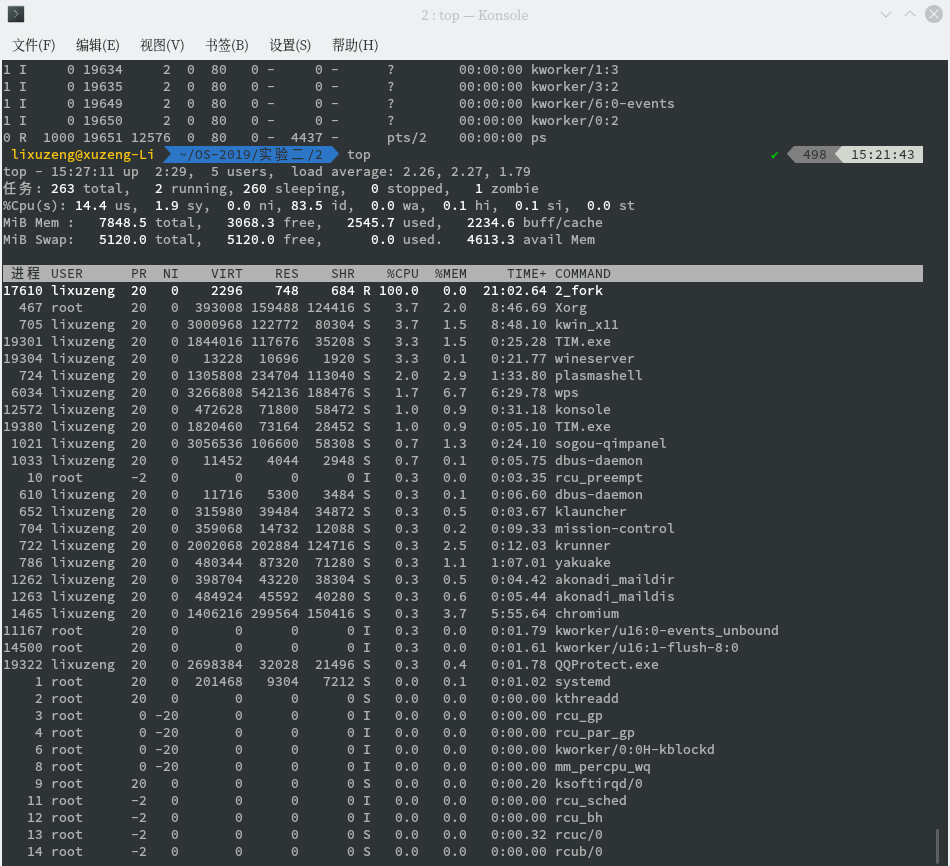 2 : top — Konsole
文件(F) 编辑(E) 视图(V) 书签(B) 设置(S) 帮助(H)
1 I     0 19634     2  0  80   0 -     0 -      ?        00:00:00 kworker/1:3
1 I     0 19635     2  0  80   0 -     0 -      ?        00:00:00 kworker/3:2
1 I     0 19649     2  0  80   0 -     0 -      ?        00:00:00 kworker/6:0-events
1 I     0 19650     2  0  80   0 -     0 -      ?        00:00:00 kworker/0:2
0 R  1000 19651 12576  0  80   0 -  4437 -      pts/2    00:00:00 ps
lixuzeng@xuzeng-Li ~/OS-2019/实验二/2 top ✔ 498 15:21:43
top - 15:27:11 up  2:29,  5 users,  load average: 2.26, 2.27, 1.79
任务: 263 total,   2 running, 260 sleeping,   0 stopped,   1 zombie
%Cpu(s): 14.4 us,  1.9 sy,  0.0 ni, 83.5 id,  0.0 wa,  0.1 hi,  0.1 si,  0.0 st
MiB Mem :   7848.5 total,   3068.3 free,   2545.7 used,   2234.6 buff/cache
MiB Swap:   5120.0 total,   5120.0 free,      0.0 used.   4613.3 avail Mem
进程 USER      PR  NI    VIRT    RES    SHR    %CPU  %MEM     TIME+ COMMAND
17610 lixuzeng  20   0    2296    748    684 R 100.0   0.0  21:02.64 2_fork
467 root      20   0  393008 159488 124416 S   3.7   2.0   8:46.69 Xorg
705 lixuzeng  20   0 3000968 122772  80304 S   3.7   1.5   8:48.10 kwin_x11
19301 lixuzeng  20   0 1844016 117676  35208 S   3.3   1.5   0:25.28 TIM.exe
19304 lixuzeng  20   0   13228  10696   1920 S   3.3   0.1   0:21.77 wineserver
724 lixuzeng  20   0 1305808 234704 113040 S   2.0   2.9   1:33.80 plasmashell
6034 lixuzeng  20   0 3266808 542136 188476 S   1.7   6.7   6:29.78 wps
12572 lixuzeng  20   0  472628  71800  58472 S   1.0   0.9   0:31.18 konsole
19380 lixuzeng  20   0 1820460  73164  28452 S   1.0   0.9   0:05.10 TIM.exe
1021 lixuzeng  20   0 3056536 106600  58308 S   0.7   1.3   0:24.10 sogou-qimpanel
1033 lixuzeng  20   0   11452   4044   2948 S   0.7   0.1   0:05.75 dbus-daemon
10 root      -2   0       0      0      0 I   0.3   0.0   0:03.35 rcu_preempt
610 lixuzeng  20   0   11716   5300   3484 S   0.3   0.1   0:06.60 dbus-daemon
652 lixuzeng  20   0  315980  39484  34872 S   0.3   0.5   0:03.67 klauncher
704 lixuzeng  20   0  359068  14732  12088 S   0.3   0.2   0:09.33 mission-control
722 lixuzeng  20   0 2002068 202884 124716 S   0.3   2.5   0:12.03 krunner
786 lixuzeng  20   0  480344  87320  71280 S   0.3   1.1   1:07.01 yakuake
1262 lixuzeng  20   0  398704  43220  38304 S   0.3   0.5   0:04.42 akonadi_maildir
1263 lixuzeng  20   0  484924  45592  40280 S   0.3   0.6   0:05.44 akonadi_maildis
1465 lixuzeng  20   0 1406216 299564 150416 S   0.3   3.7   5:55.64 chromium
11167 root      20   0       0      0      0 I   0.3   0.0   0:01.79 kworker/u16:0-events_unbound
14500 root      20   0       0      0      0 I   0.3   0.0   0:01.61 kworker/u16:1-flush-8:0
19322 lixuzeng  20   0 2698384  32028  21496 S   0.3   0.4   0:01.78 QQProtect.exe
1 root      20   0  201468   9304   7212 S   0.0   0.1   0:01.02 systemd
2 root      20   0       0      0      0 S   0.0   0.0   0:00.00 kthreadd
3 root       0 -20       0      0      0 I   0.0   0.0   0:00.00 rcu_gp
4 root       0 -20       0      0      0 I   0.0   0.0   0:00.00 rcu_par_gp
6 root       0 -20       0      0      0 I   0.0   0.0   0:00.00 kworker/0:0H-kblockd
8 root       0 -20       0      0      0 I   0.0   0.0   0:00.00 mm_percpu_wq
9 root      20   0       0      0      0 S   0.0   0.0   0:00.20 ksoftirqd/0
11 root      -2   0       0      0      0 I   0.0   0.0   0:00.00 rcu_sched
12 root      -2   0       0      0      0 I   0.0   0.0   0:00.00 rcu_bh
13 root      -2   0       0      0      0 S   0.0   0.0   0:00.32 rcuc/0
14 root      -2   0       0      0      0 S   0.0   0.0   0:00.00 rcub/0